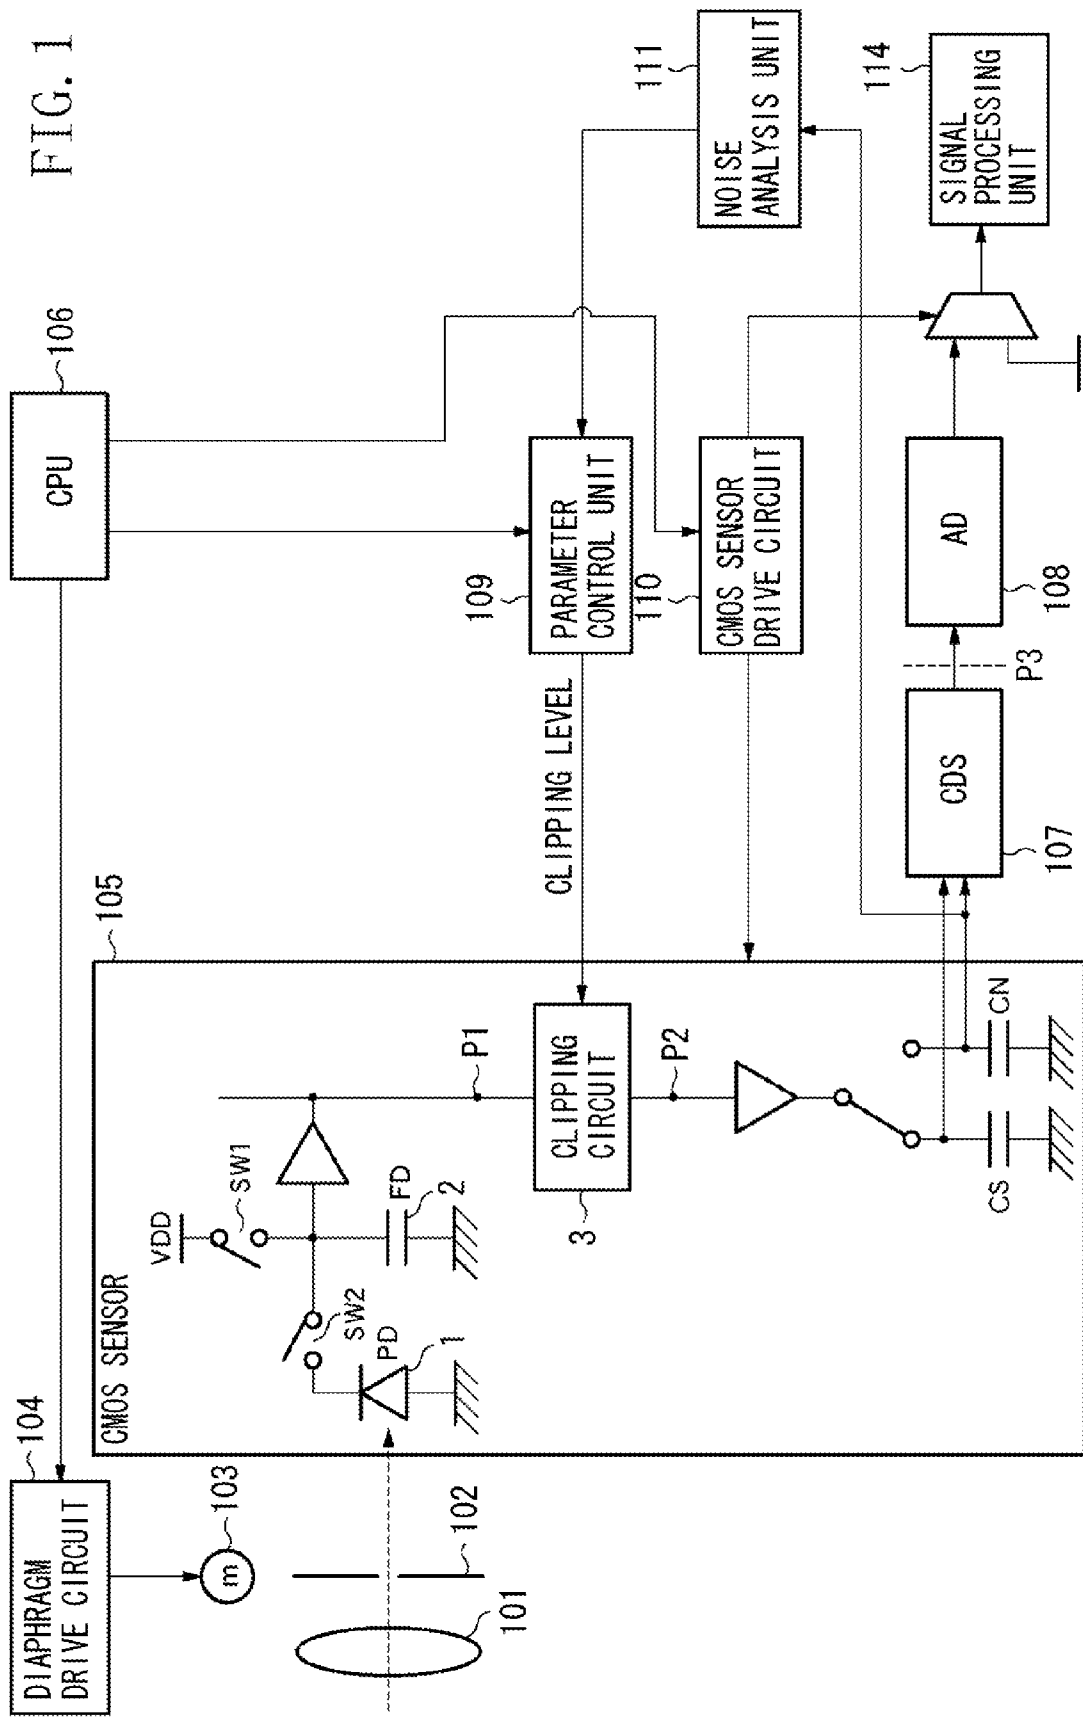 FIG. 1
DIAPHRAGM
DRIVE CIRCUIT
104
m
103
102
101
CPU
106
CMOS SENSOR
105
VDD
SW1
SW2
PD
1
FD
2
P1
CLIPPING
CIRCUIT
3
P2
CS
CN
CLIPPING LEVEL
PARAMETER
CONTROL UNIT
109
CMOS SENSOR
DRIVE CIRCUIT
110
NOISE
ANALYSIS UNIT
111
CDS
107
P3
AD
108
SIGNAL
PROCESSING
UNIT
114